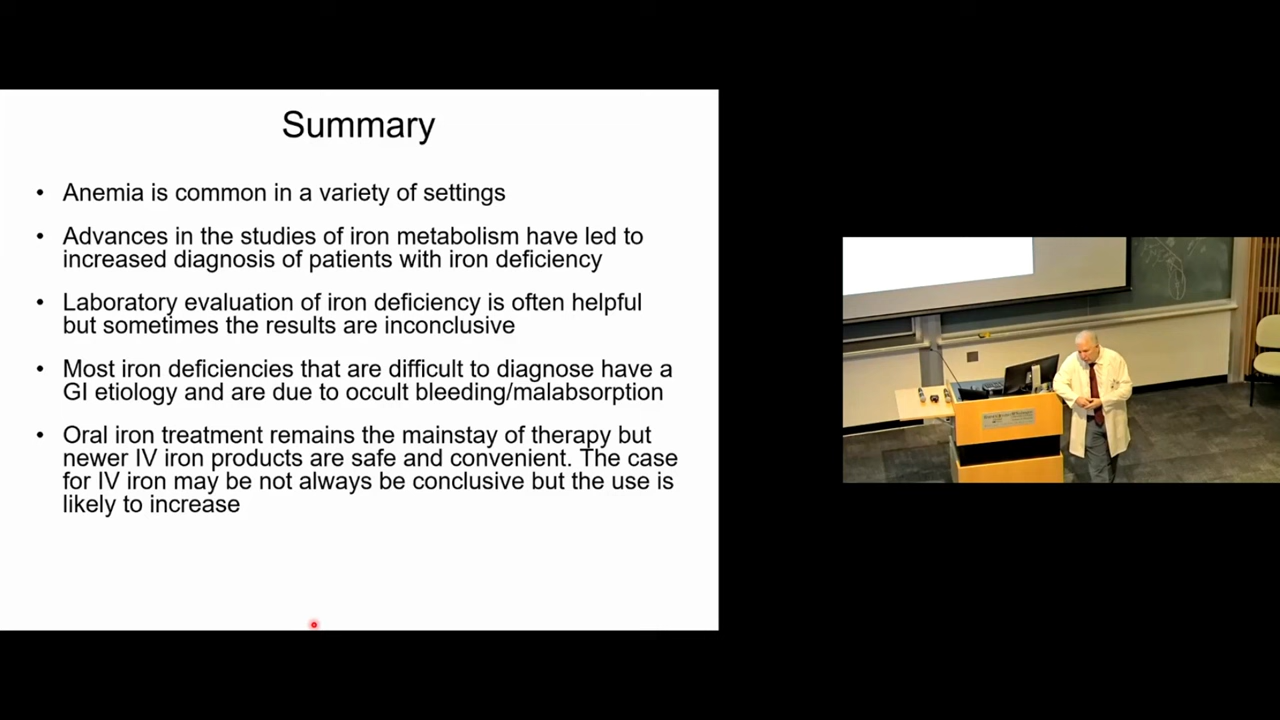 Summary
• Anemia is common in a variety of settings
• Advances in the studies of iron metabolism have led to
increased diagnosis of patients with iron deficiency
• Laboratory evaluation of iron deficiency is often helpful
but sometimes the results are inconclusive
• Most iron deficiencies that are difficult to diagnose have a
GI etiology and are due to occult bleeding/malabsorption
• Oral iron treatment remains the mainstay of therapy but
newer IV iron products are safe and convenient. The case
for IV iron may be not always be conclusive but the use is
likely to increase